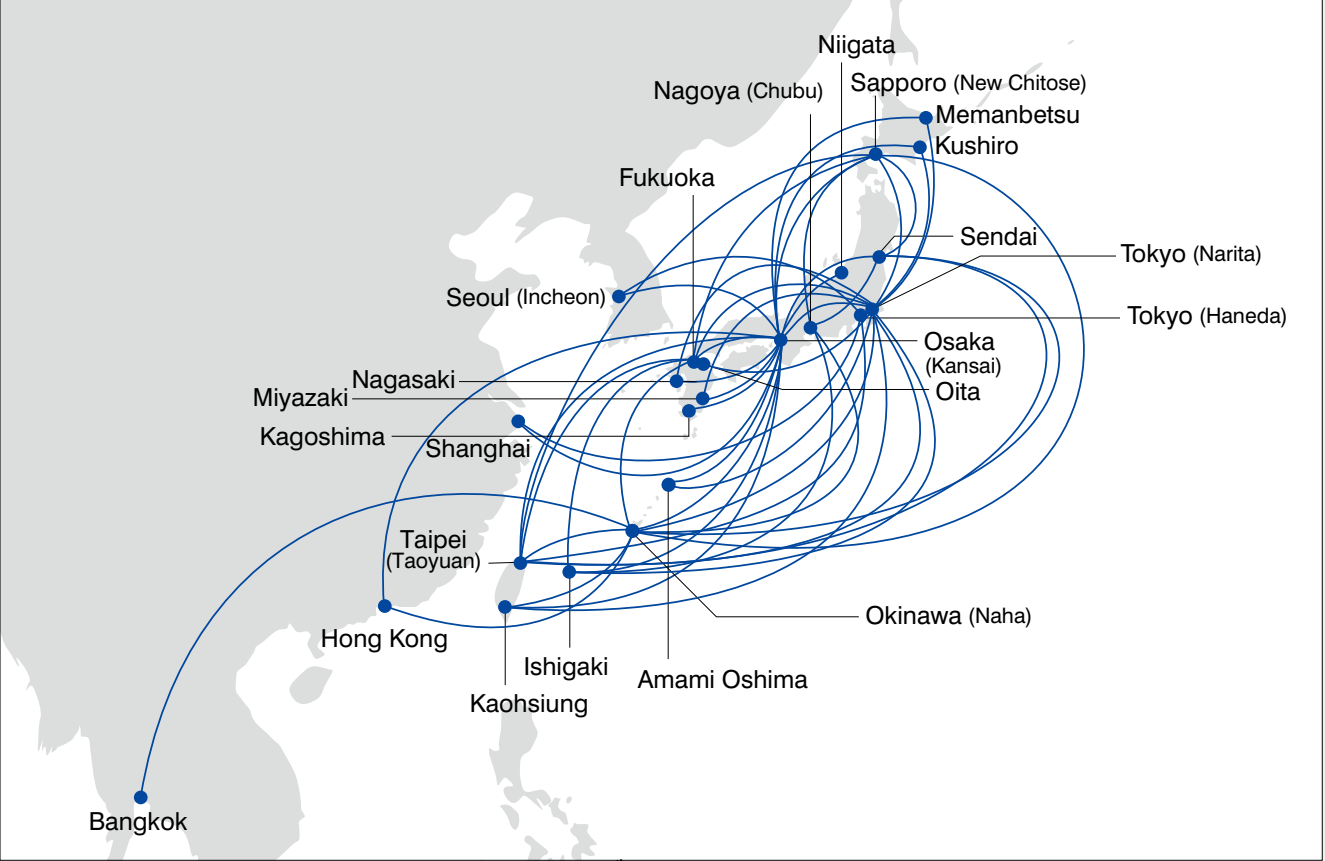 Niigata
Nagoya (Chubu)
Sapporo (New Chitose)
Memanbetsu
Kushiro
Fukuoka
Sendai
Tokyo (Narita)
Seoul (Incheon)
Tokyo (Haneda)
Osaka
(Kansai)
Nagasaki
Oita
Miyazaki
Kagoshima
Shanghai
Taipei
(Taoyuan)
Okinawa (Naha)
Hong Kong
Ishigaki
Amami Oshima
Kaohsiung
Bangkok